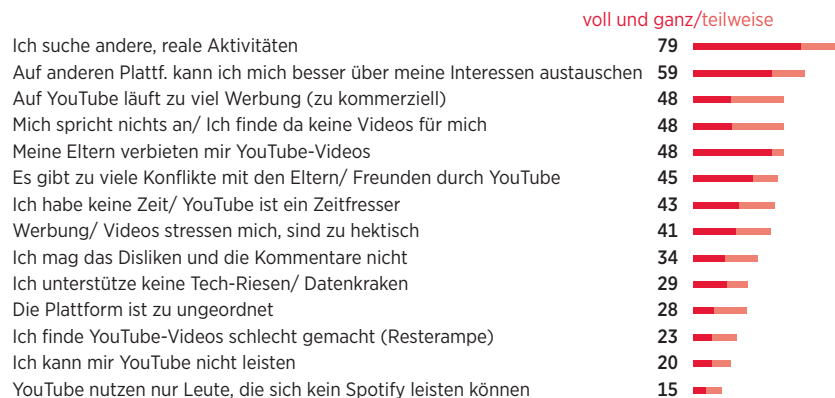 voll und ganz/teilweise
Ich suche andere, reale Aktivitäten 79
Auf anderen Plattf. kann ich mich besser über meine Interessen austauschen 59
Auf YouTube läuft zu viel Werbung (zu kommerziell) 48
Mich spricht nichts an/ Ich finde da keine Videos für mich 48
Meine Eltern verbieten mir YouTube-Videos 48
Es gibt zu viele Konflikte mit den Eltern/ Freunden durch YouTube 45
Ich habe keine Zeit/ YouTube ist ein Zeitfresser 43
Werbung/ Videos stressen mich, sind zu hektisch 41
Ich mag das Disliken und die Kommentare nicht 34
Ich unterstütze keine Tech-Riesen/ Datenkraken 29
Die Plattform ist zu ungeordnet 28
Ich finde YouTube-Videos schlecht gemacht (Resterampe) 23
Ich kann mir YouTube nicht leisten 20
YouTube nutzen nur Leute, die sich kein Spotify leisten können 15